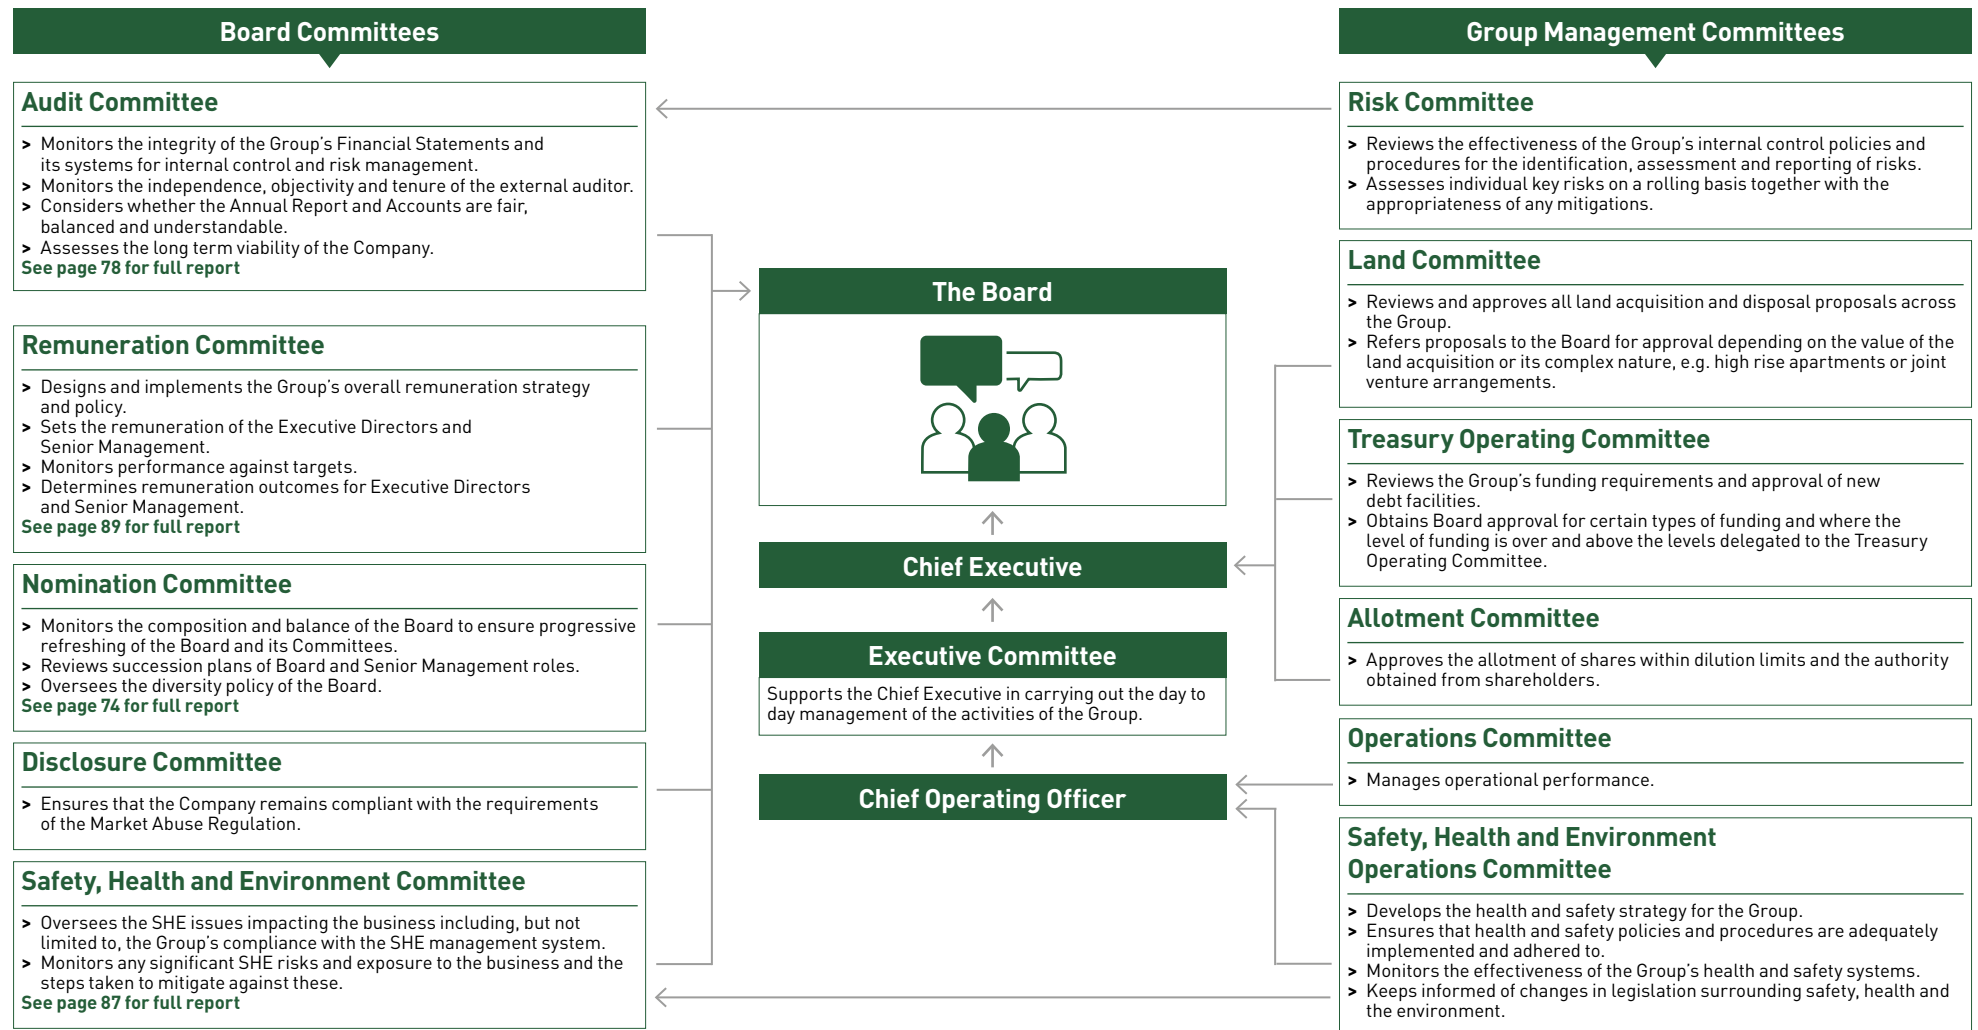 Board Committees
Audit Committee
> Monitors the integrity of the Group's Financial Statements and
its systems for internal control and risk management.
> Monitors the independence, objectivity and tenure of the external auditor.
> Considers whether the Annual Report and Accounts are fair,
balanced and understandable.
> Assesses the long term viability of the Company.
See page 78 for full report
Remuneration Committee
> Designs and implements the Group's overall remuneration strategy
and policy.
> Sets the remuneration of the Executive Directors and
Senior Management.
> Monitors performance against targets.
> Determines remuneration outcomes for Executive Directors
and Senior Management.
See page 89 for full report
Nomination Committee
> Monitors the composition and balance of the Board to ensure progressive
refreshing of the Board and its Committees.
> Reviews succession plans of Board and Senior Management roles.
> Oversees the diversity policy of the Board.
See page 74 for full report
Disclosure Committee
> Ensures that the Company remains compliant with the requirements
of the Market Abuse Regulation.
Safety, Health and Environment Committee
> Oversees the SHE issues impacting the business including, but not
limited to, the Group's compliance with the SHE management system.
> Monitors any significant SHE risks and exposure to the business and the
steps taken to mitigate against these.
See page 87 for full report
The Board
Chief Executive
Executive Committee
Supports the Chief Executive in carrying out the day to
day management of the activities of the Group.
Chief Operating Officer
Group Management Committees
Risk Committee
> Reviews the effectiveness of the Group's internal control policies and
procedures for the identification, assessment and reporting of risks.
> Assesses individual key risks on a rolling basis together with the
appropriateness of any mitigations.
Land Committee
> Reviews and approves all land acquisition and disposal proposals across
the Group.
> Refers proposals to the Board for approval depending on the value of the
land acquisition or its complex nature, e.g. high rise apartments or joint
venture arrangements.
Treasury Operating Committee
> Reviews the Group's funding requirements and approval of new
debt facilities.
> Obtains Board approval for certain types of funding and where the
level of funding is over and above the levels delegated to the Treasury
Operating Committee.
Allotment Committee
> Approves the allotment of shares within dilution limits and the authority
obtained from shareholders.
Operations Committee
> Manages operational performance.
Safety, Health and Environment
Operations Committee
> Develops the health and safety strategy for the Group.
> Ensures that health and safety policies and procedures are adequately
implemented and adhered to.
> Monitors the effectiveness of the Group's health and safety systems.
> Keeps informed of changes in legislation surrounding safety, health and
the environment.